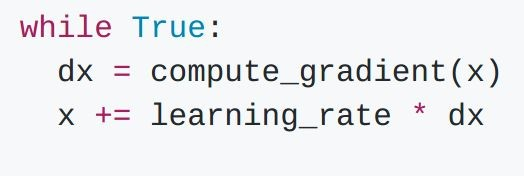 while True:
  dx = compute_gradient(x)
  x += learning_rate * dx